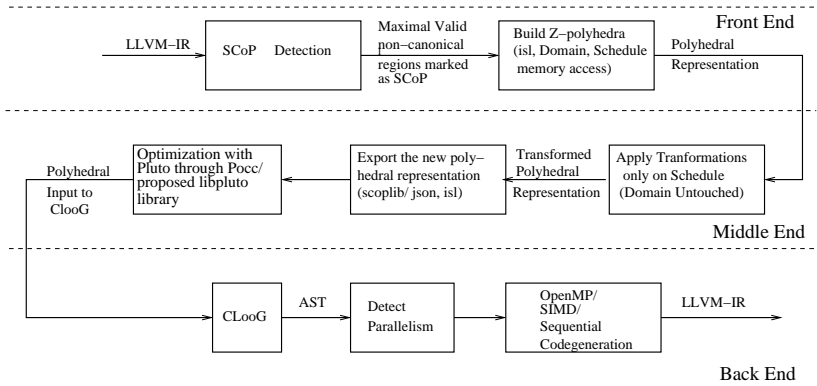 Front End
LLVM−IR
SCoP Detection
Maximal Valid
non−canonical
regions marked
as SCoP
Build Z−polyhedra
(isl, Domain, Schedule
memory access)
Polyhedral
Representation
Polyhedral
Input to
ClooG
Optimization with
Pluto through Pocc/
proposed libpluto
library
Export the new poly−
hedral representation
(scoplib/ json, isl)
Transformed
Polyhedral
Representation
Apply Tranformations
only on Schedule
(Domain Untouched)
Middle End
CLooG
AST
Detect
Parallelism
OpenMP/
SIMD/
Sequential
Codegeneration
LLVM−IR
Back End